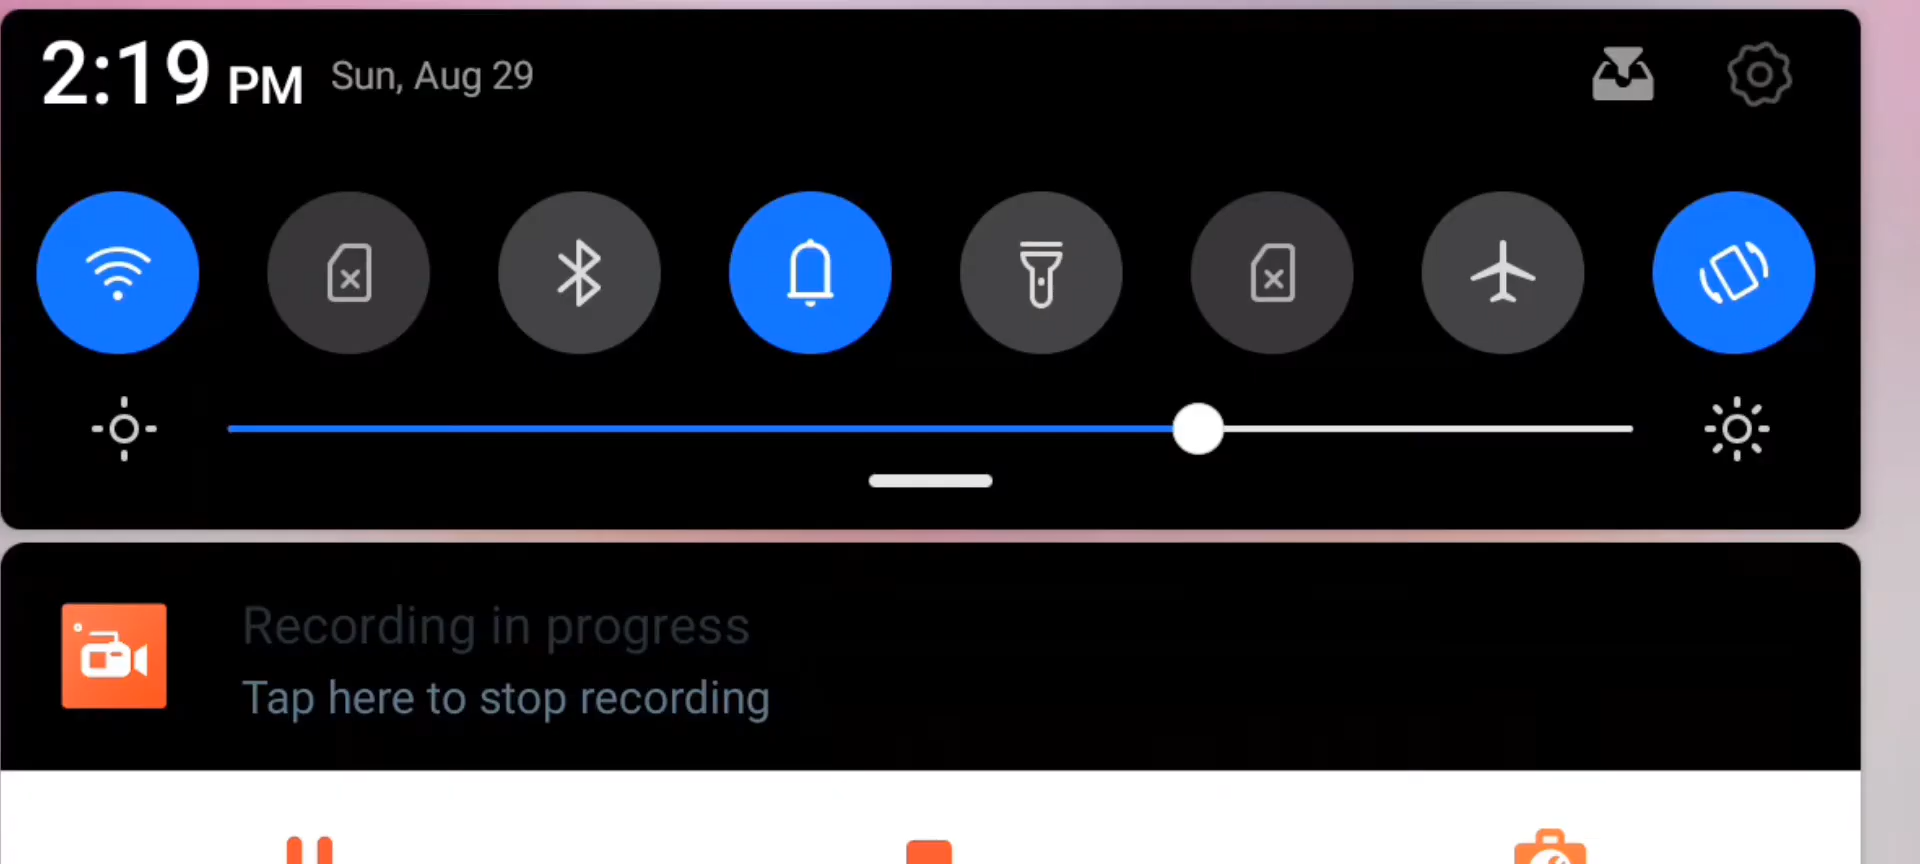 2:19 PM Sun, Aug 29
Recording in progress
Tap here to stop recording